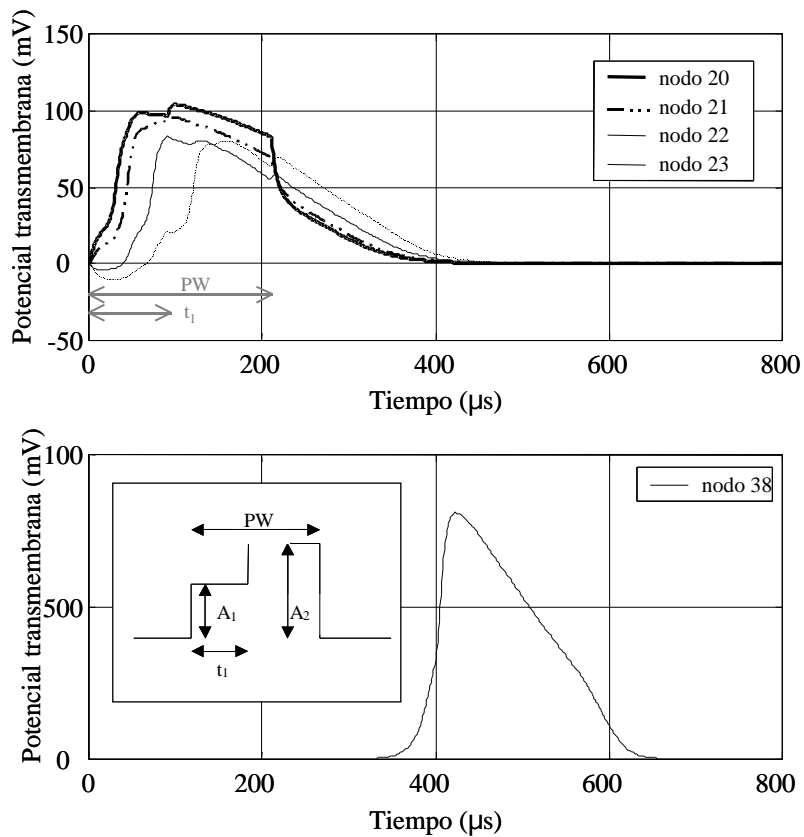 Potencial transmembrana (mV)
150
100
50
0
-50
nodo 20
nodo 21
nodo 22
nodo 23
PW
t1
0
200
400
600
800
Tiempo (µs)
Potencial transmembrana (mV)
100
500
0
nodo 38
PW
A1
A2
t1
0
200
400
600
800
Tiempo (µs)